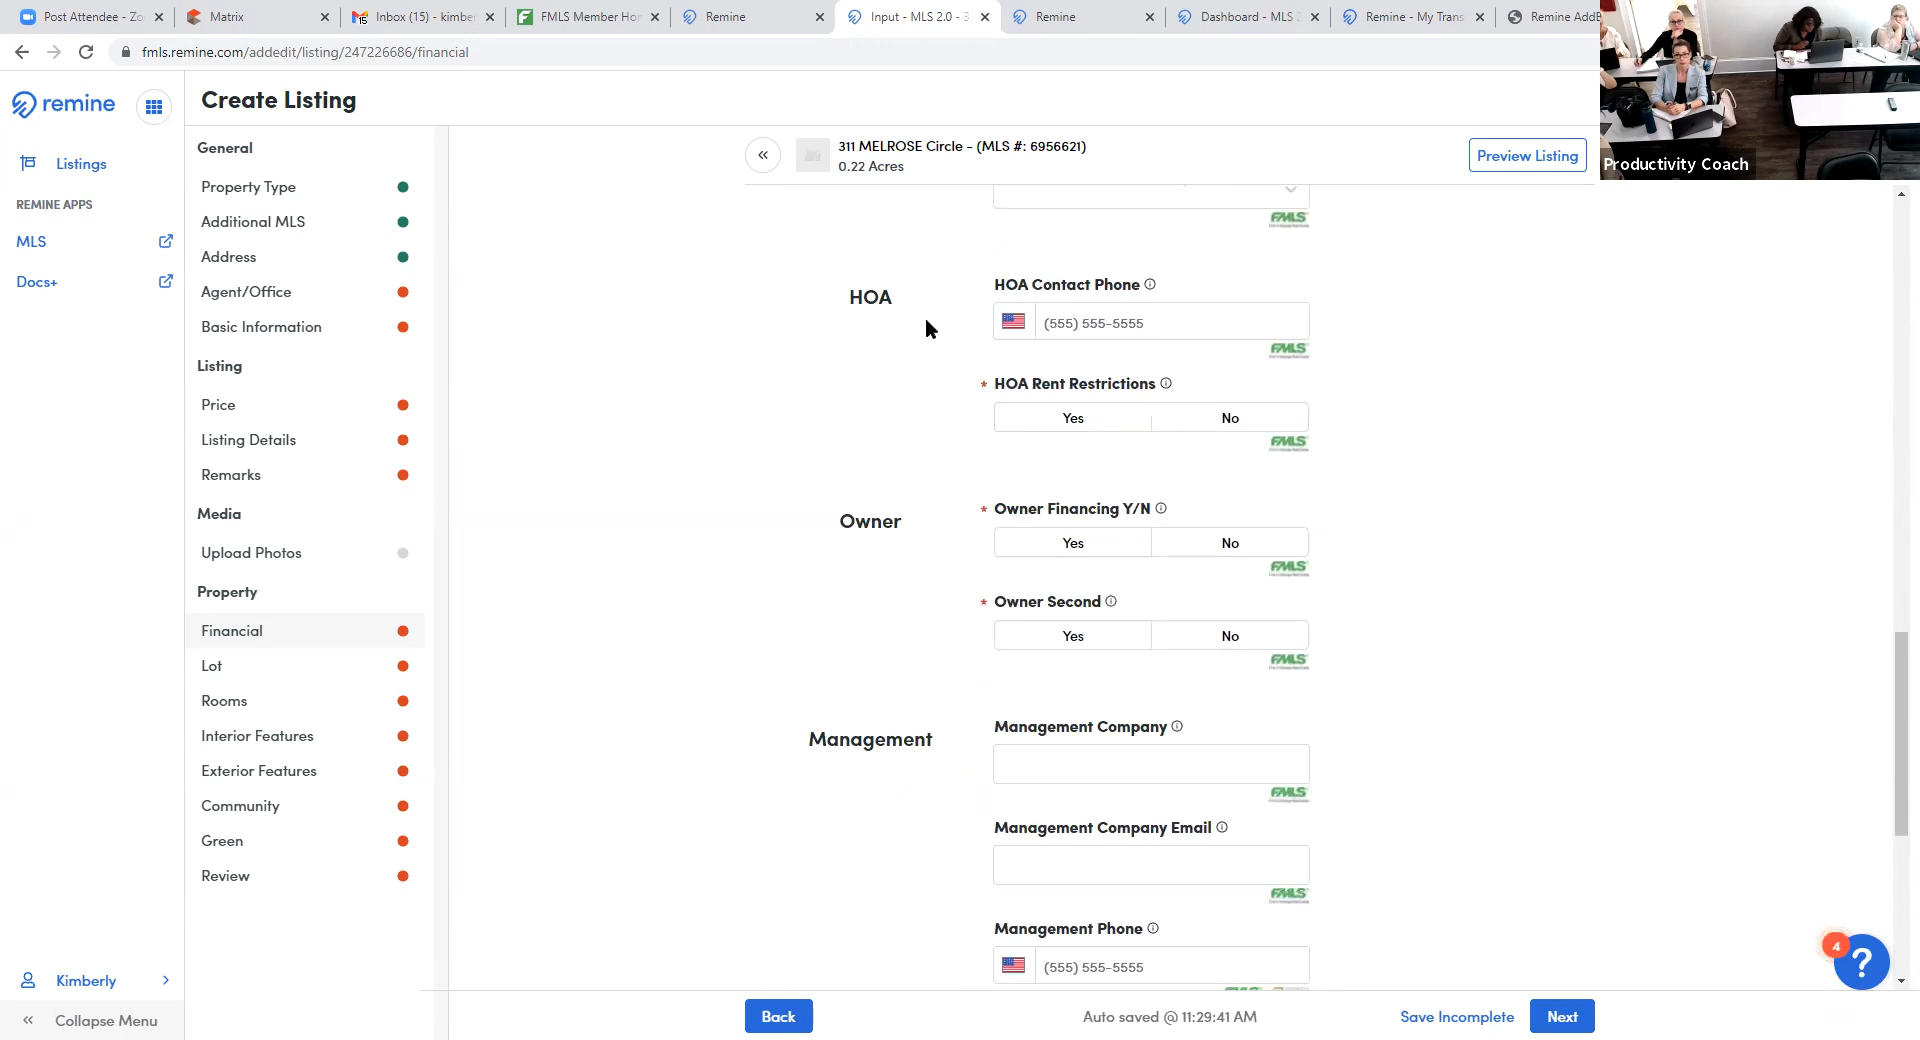 Post Attendee - Zo
Matrix
Inbox (15) - kimbe
FMLS Member Ho
Remine
Input - MLS 2.0 - 3
Remine
Dashboard - MLS
Remine - My Trans
Remine AddE
fmls.remine.com/addedit/listing/247226686/financial
remine
Listings
REMINE APPS
MLS
Docs+
Kimberly
Collapse Menu
Create Listing
General
Property Type
Additional MLS
Address
Agent/Office
Basic Information
Listing
Price
Listing Details
Remarks
Media
Upload Photos
Property
Financial
Lot
Rooms
Interior Features
Exterior Features
Community
Green
Review
311 MELROSE Circle - (MLS #: 6956621)
0.22 Acres
Preview Listing
Productivity Coach
FMLS
HOA
HOA Contact Phone
(555) 555-5555
FMLS
* HOA Rent Restrictions
Yes No
FMLS
Owner
* Owner Financing Y/N
Yes No
FMLS
* Owner Second
Yes No
FMLS
Management
Management Company
FMLS
Management Company Email
FMLS
Management Phone
(555) 555-5555
4
?
Back
Auto saved @ 11:29:41 AM
Save Incomplete
Next